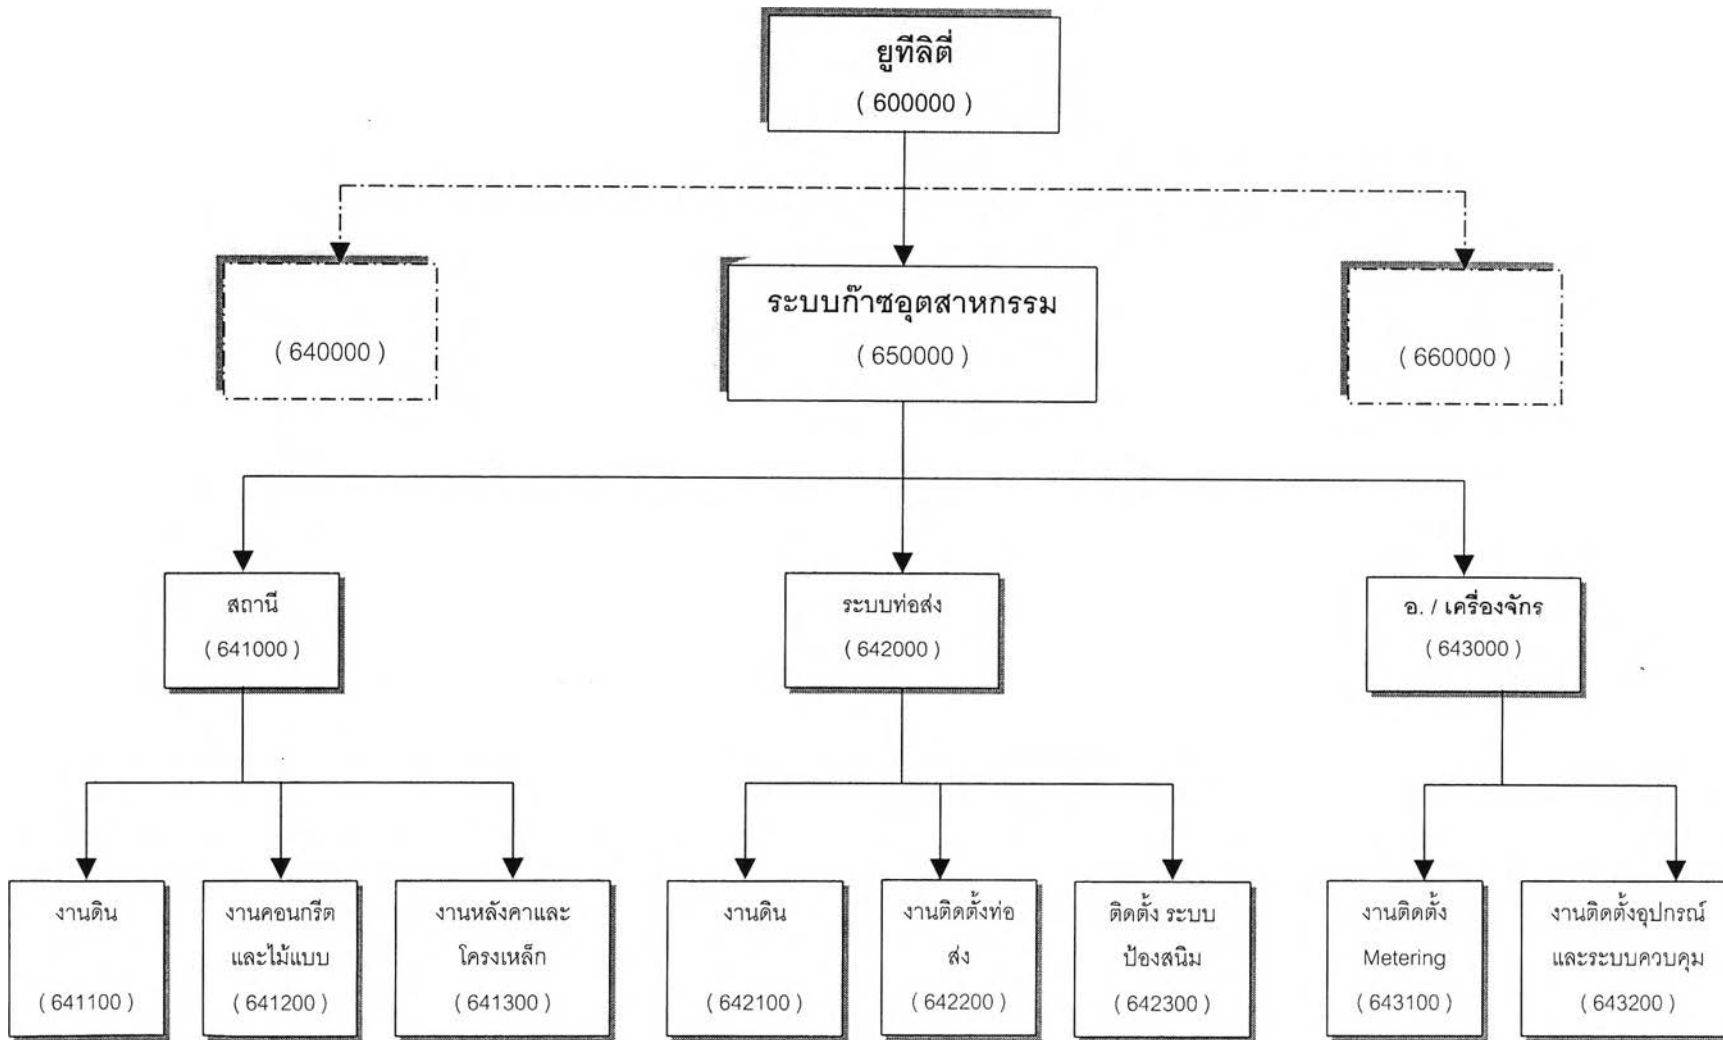 ยูทีลิตี่
( 600000 )
( 640000 )
ระบบก๊าซอุตสาหกรรม
( 650000 )
( 660000 )
สถานี
( 641000 )
ระบบท่อส่ง
( 642000 )
อ. / เครื่องจักร
( 643000 )
งานดิน
( 641100 )
งานคอนกรีต
และไม้แบบ
( 641200 )
งานหลังคาและ
โครงเหล็ก
( 641300 )
งานดิน
( 642100 )
งานติดตั้งท่อ
ส่ง
( 642200 )
ติดตั้ง ระบบ
ป้องสนิม
( 642300 )
งานติดตั้ง
Metering
( 643100 )
งานติดตั้งอุปกรณ์
และระบบควบคุม
( 643200 )